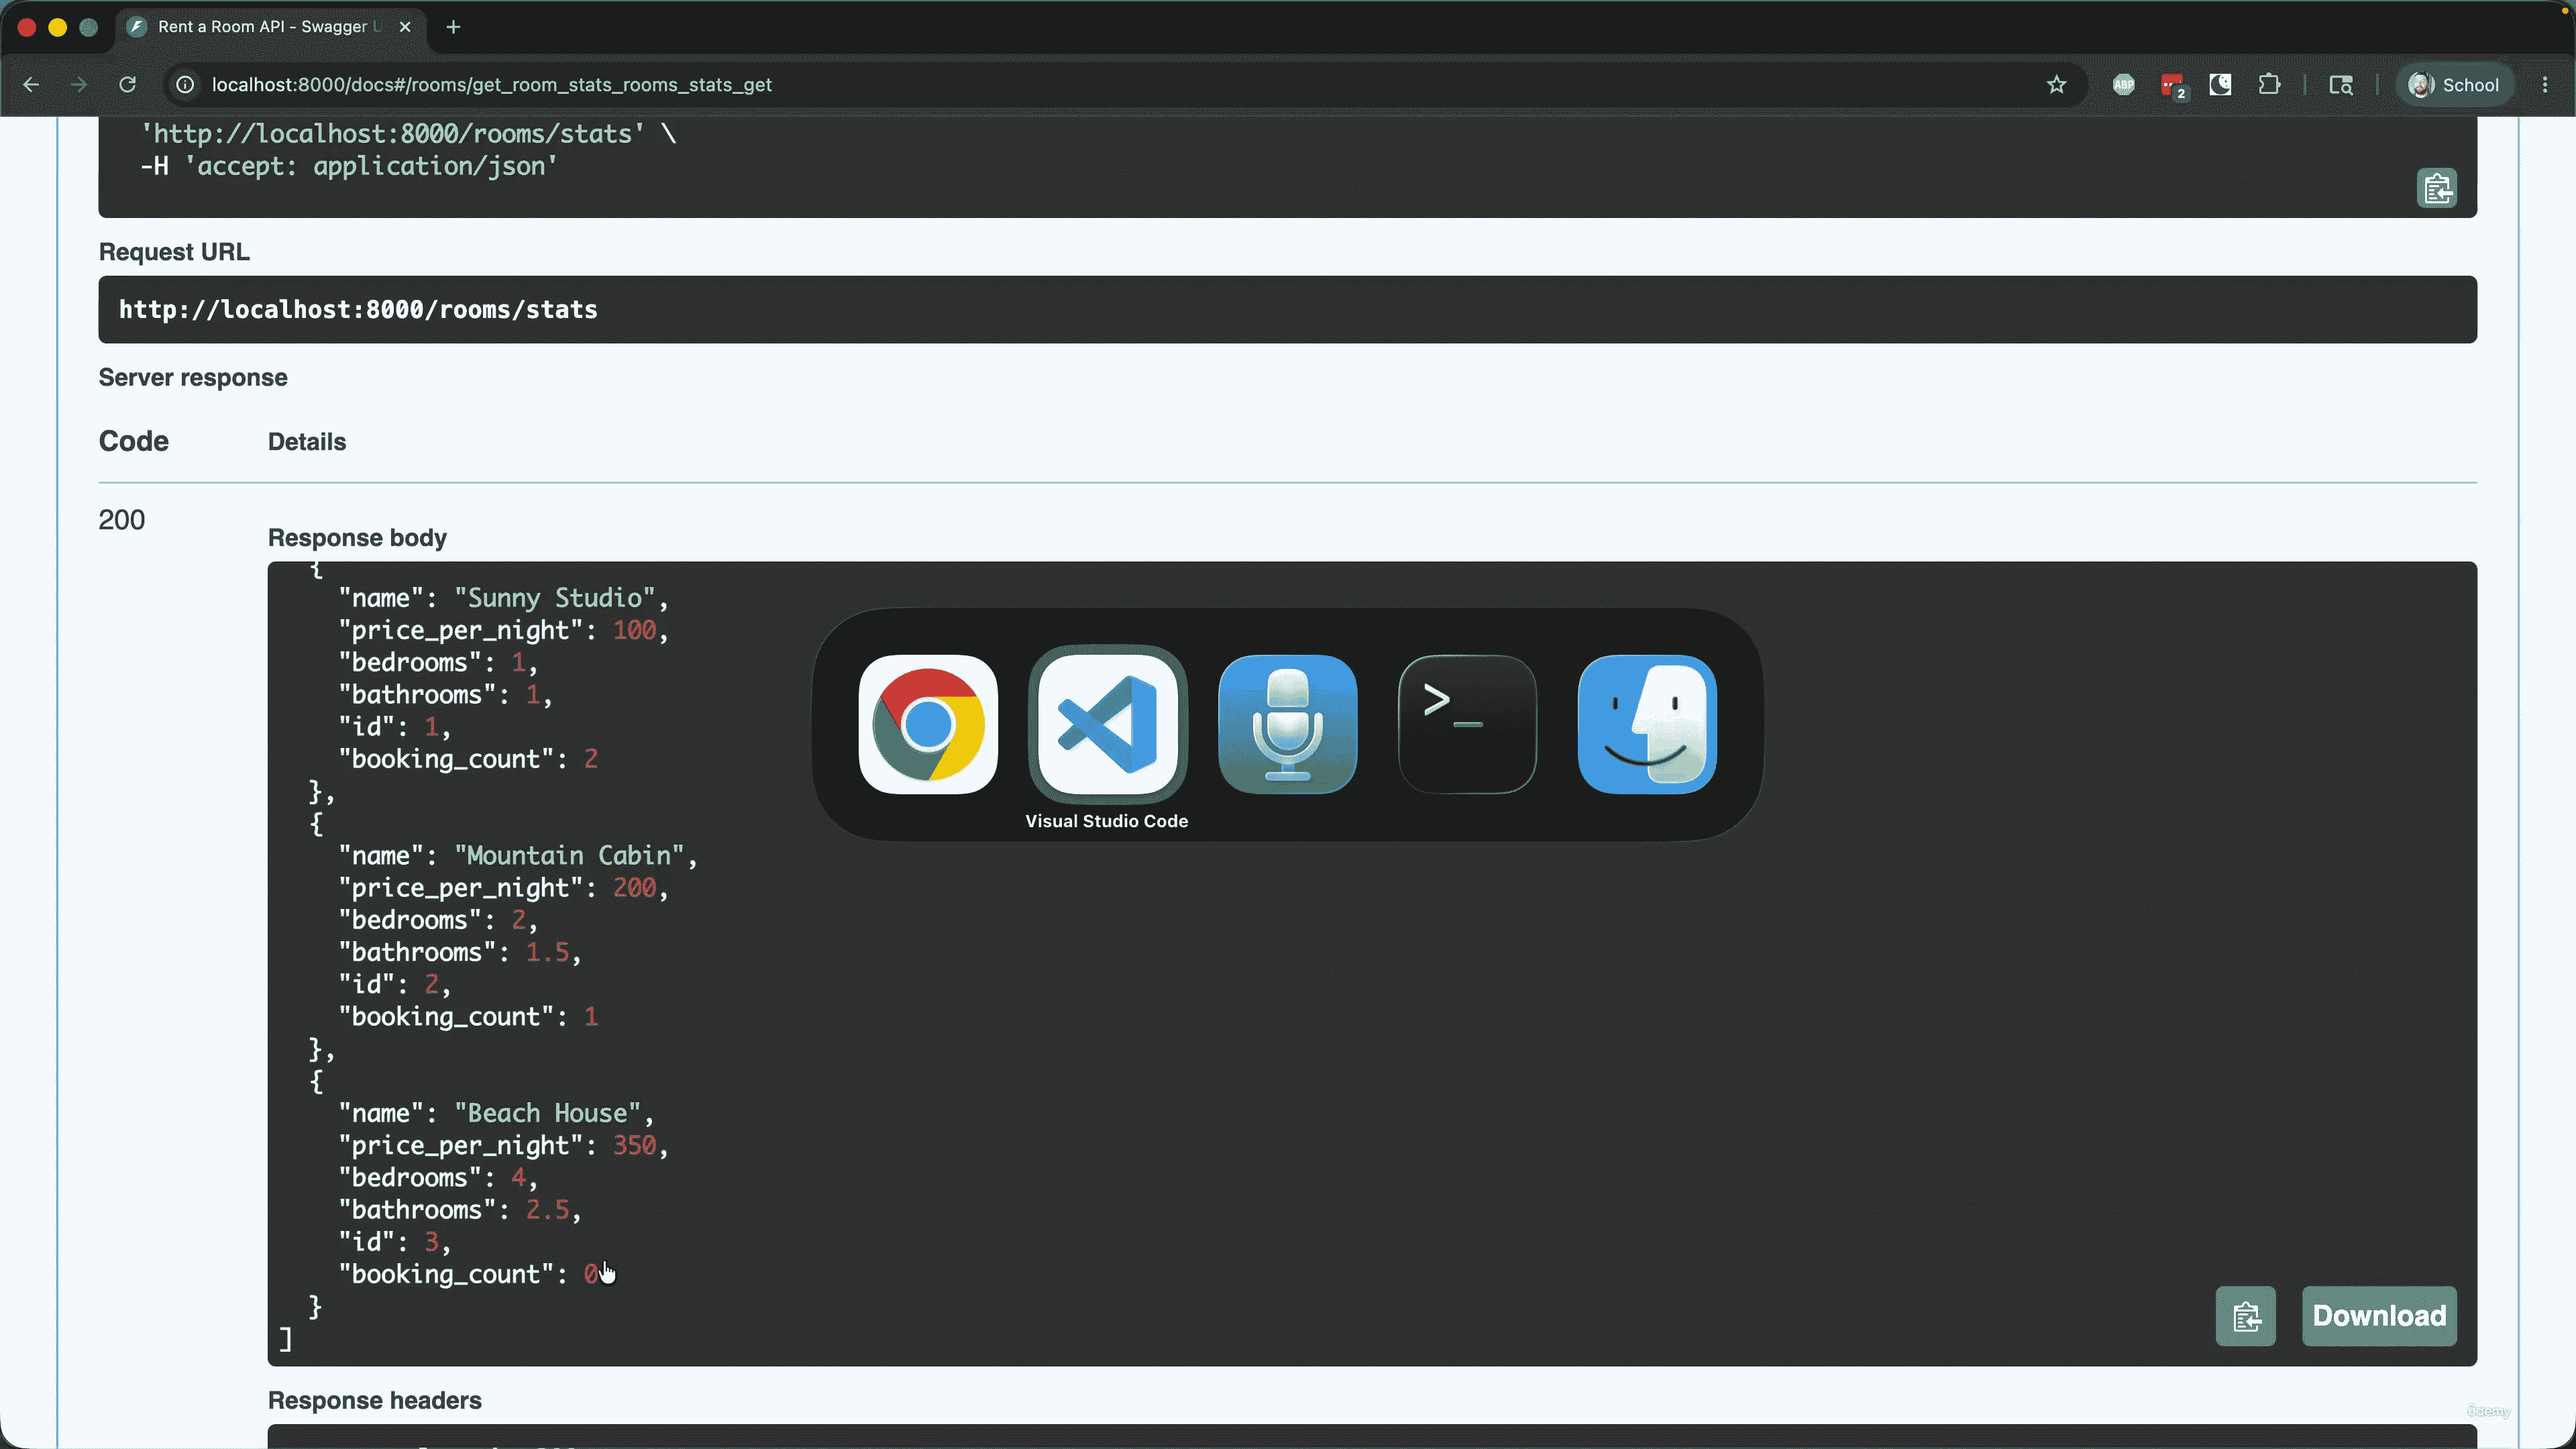 Rent a Room API - Swagger U
localhost:8000/docs#/rooms/get_room_stats_rooms_stats_get
ABP
2
School
'http://localhost:8000/rooms/stats' \
-H 'accept: application/json'
Request URL
http://localhost:8000/rooms/stats
Server response
Code Details
200
Response body
{
"name": "Sunny Studio",
"price_per_night": 100,
"bedrooms": 1,
"bathrooms": 1,
"id": 1,
"booking_count": 2
},
{
"name": "Mountain Cabin",
"price_per_night": 200,
"bedrooms": 2,
"bathrooms": 1.5,
"id": 2,
"booking_count": 1
},
{
"name": "Beach House",
"price_per_night": 350,
"bedrooms": 4,
"bathrooms": 2.5,
"id": 3,
"booking_count": 0
}
]
>_
Visual Studio Code
Download
Response headers
udemy